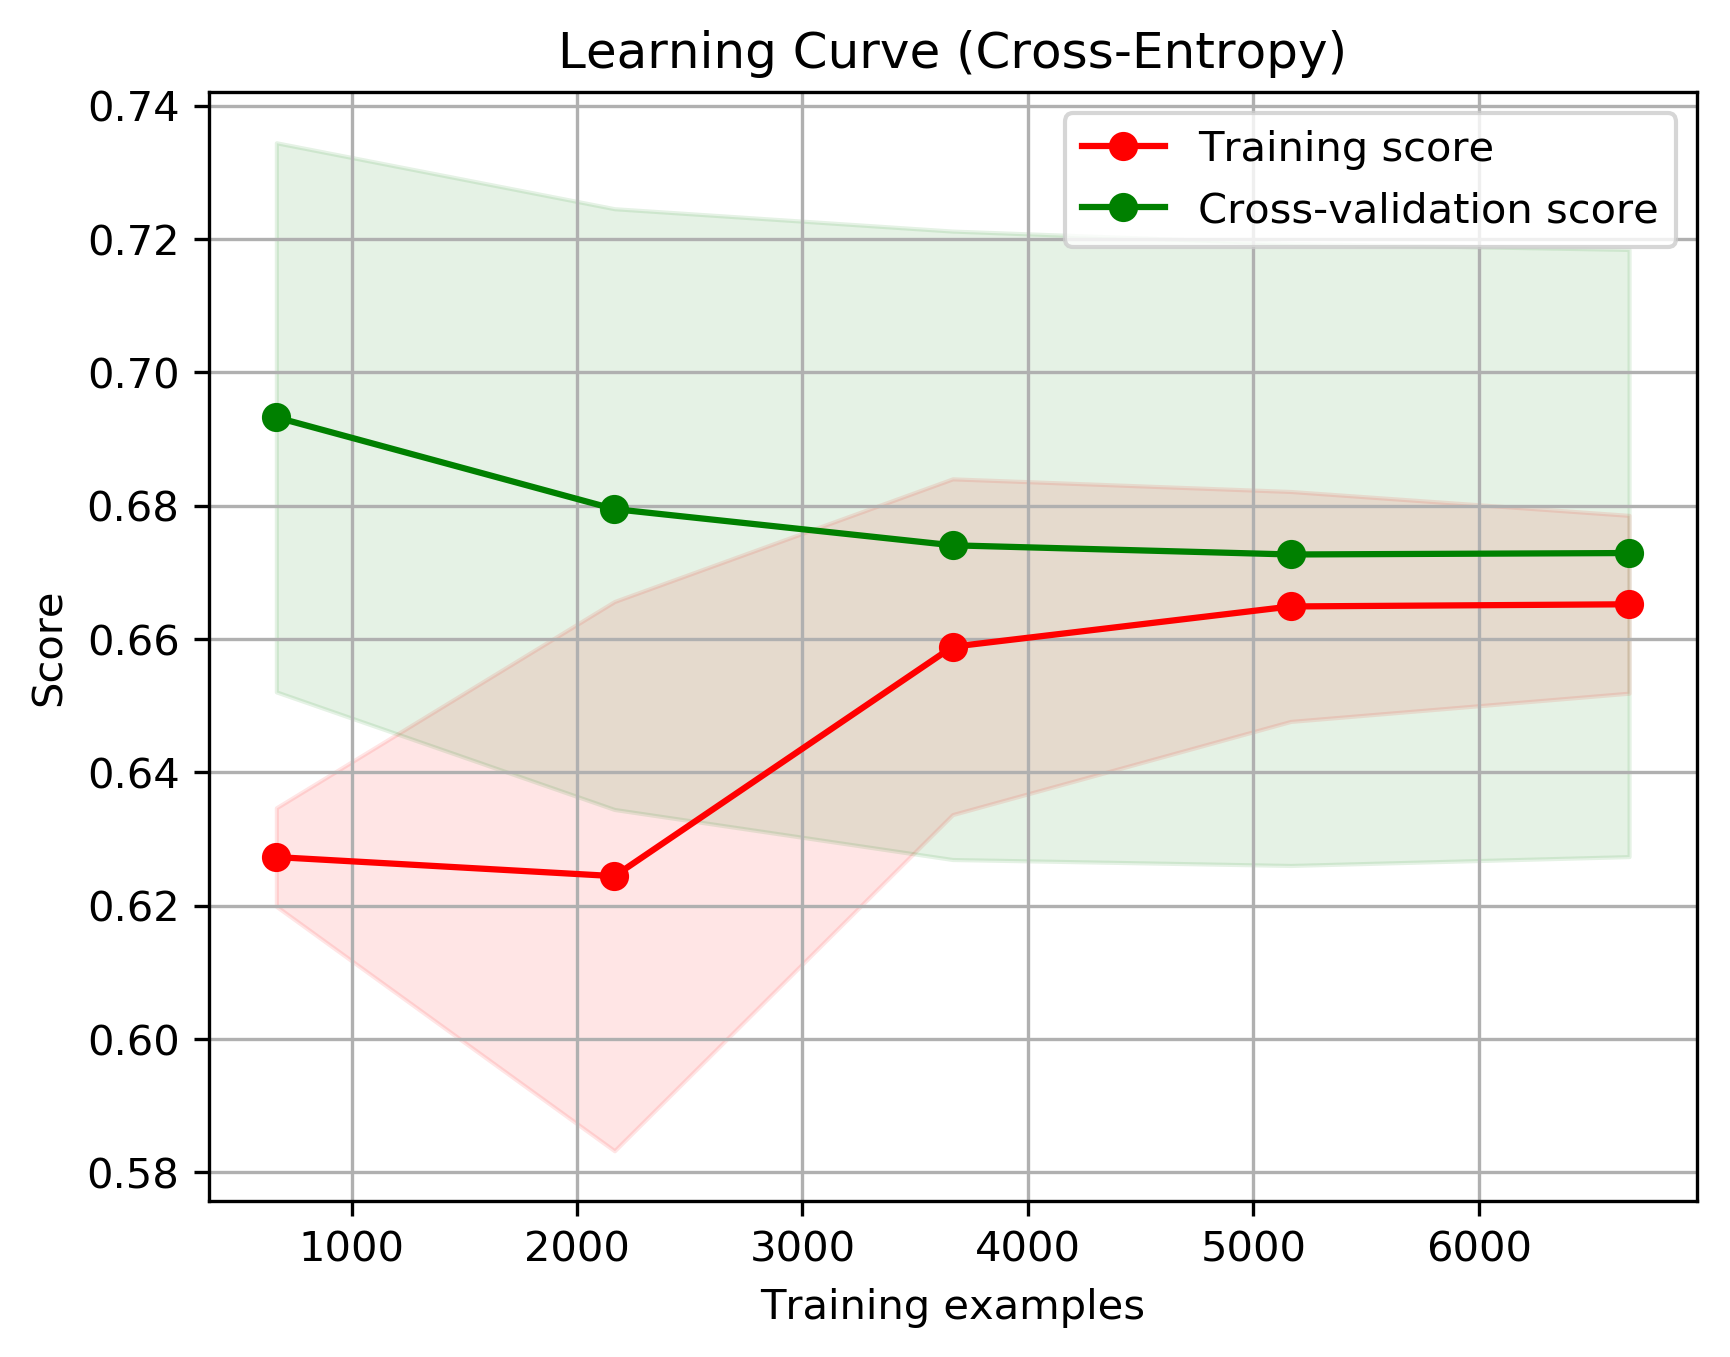 Learning Curve (Cross-Entropy)
Training score
Cross-validation score
0.74
0.72
0.70
0.68
0.66
0.64
0.62
0.60
0.58
Score
1000 2000 3000 4000 5000 6000
Training examples